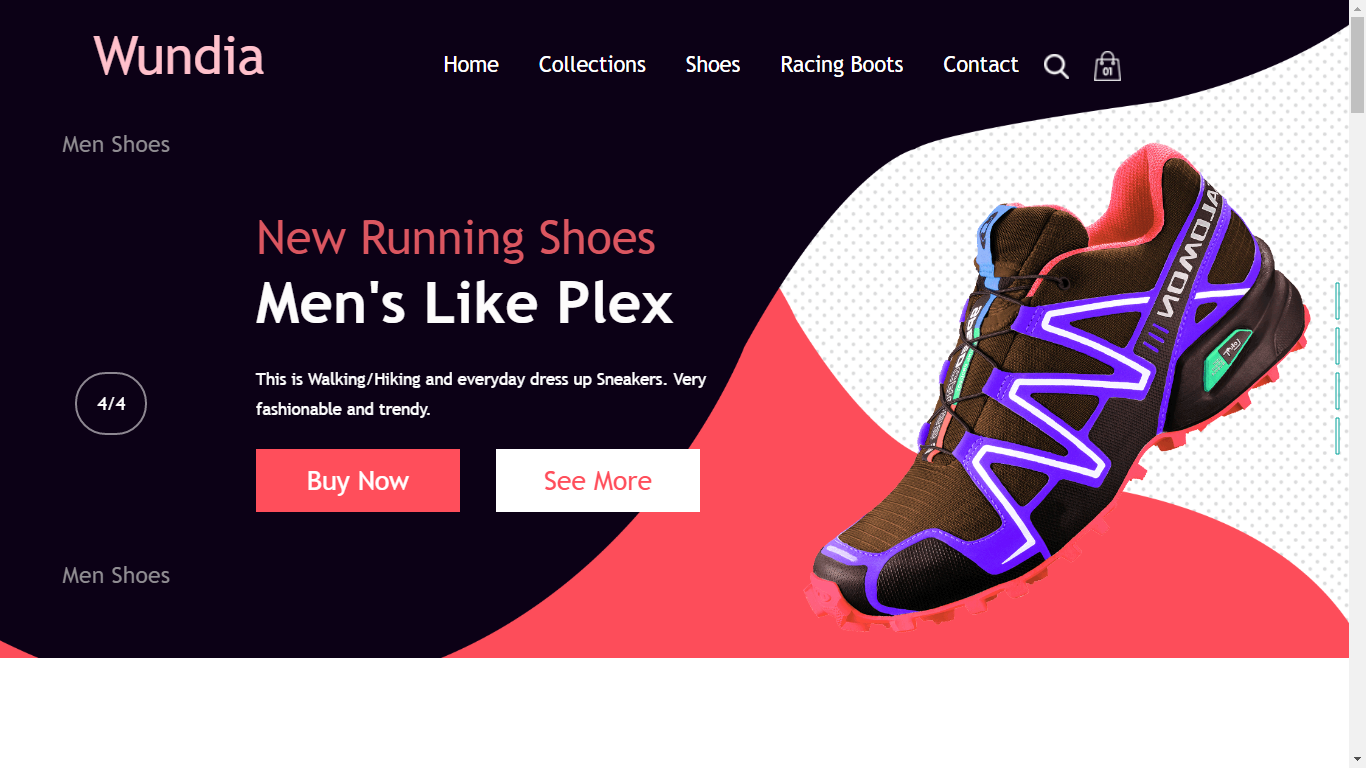 Wundia
Home Collections Shoes Racing Boots Contact
01
Men Shoes
New Running Shoes
Men's Like Plex
This is Walking/Hiking and everyday dress up Sneakers. Very
fashionable and trendy.
4/4
Buy Now See More
Men Shoes